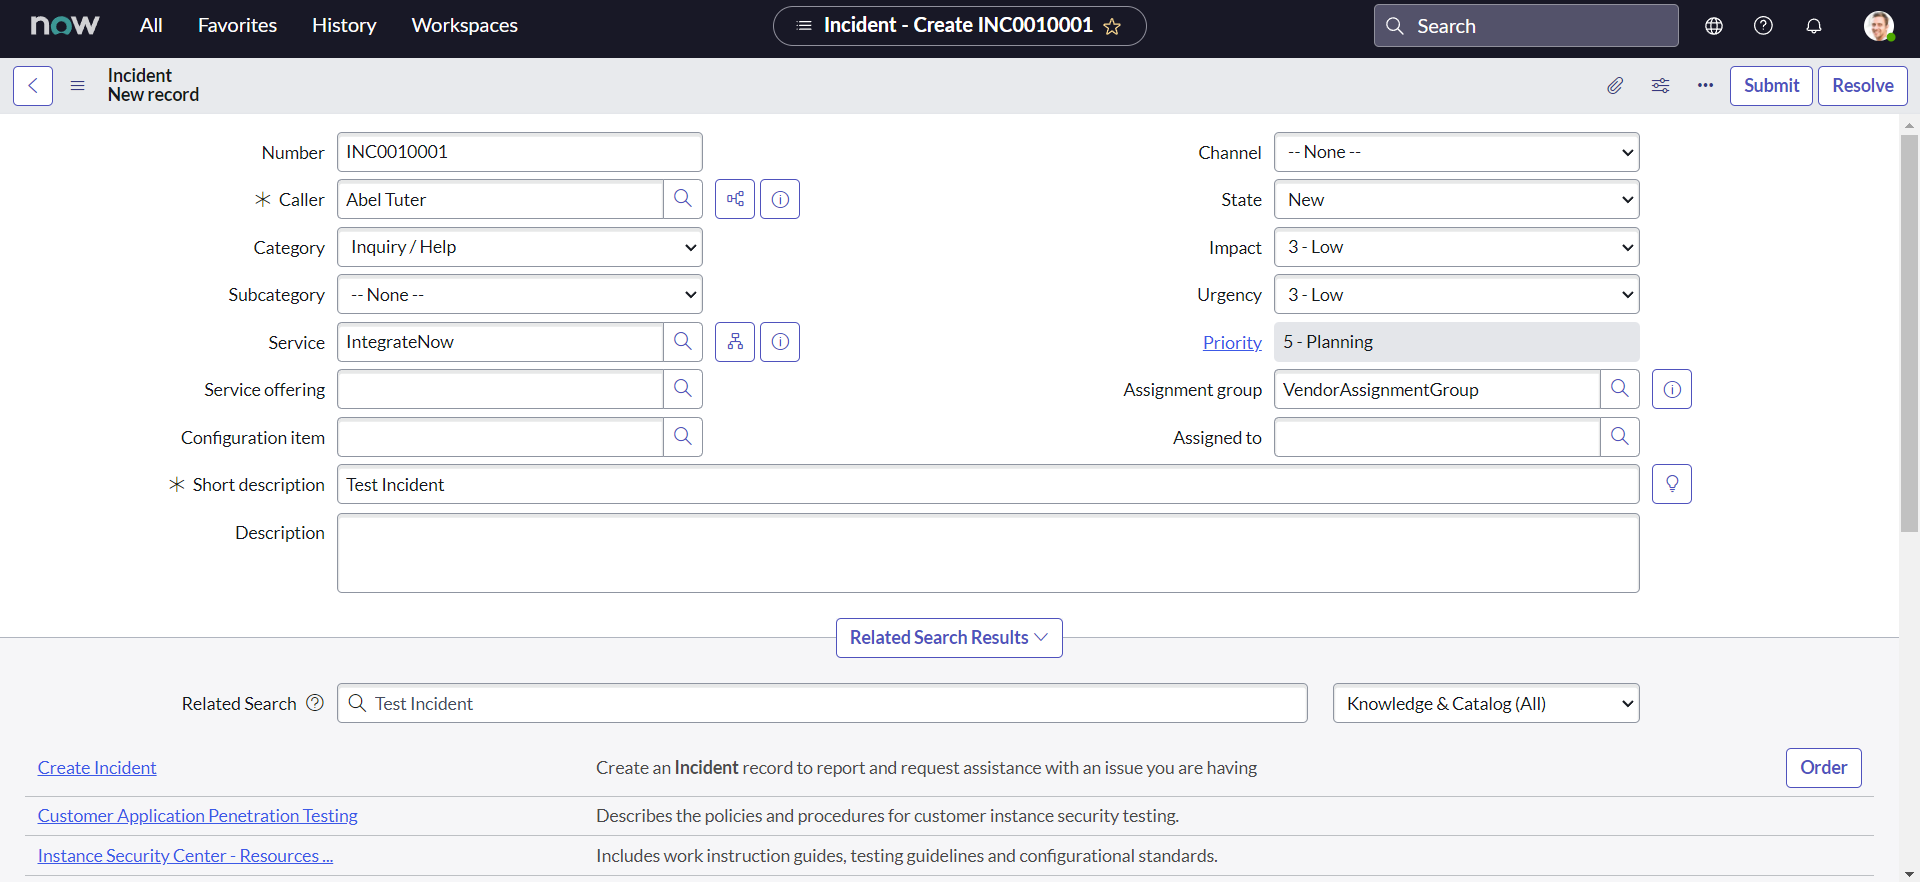 now All Favorites History Workspaces Incident - Create INC0010001 Search
Incident
New record
Submit Resolve
Number INC0010001 Channel -- None --
Caller Abel Tuter State New
Category Inquiry / Help Impact 3 - Low
Subcategory -- None -- Urgency 3 - Low
Service IntegrateNow Priority 5 - Planning
Service offering Assignment group VendorAssignmentGroup
Configuration item Assigned to
Short description Test Incident
Description
Related Search Results
Related Search Test Incident Knowledge & Catalog (All)
Create Incident Create an Incident record to report and request assistance with an issue you are having Order
Customer Application Penetration Testing Describes the policies and procedures for customer instance security testing.
Instance Security Center - Resources ... Includes work instruction guides, testing guidelines and configurational standards.